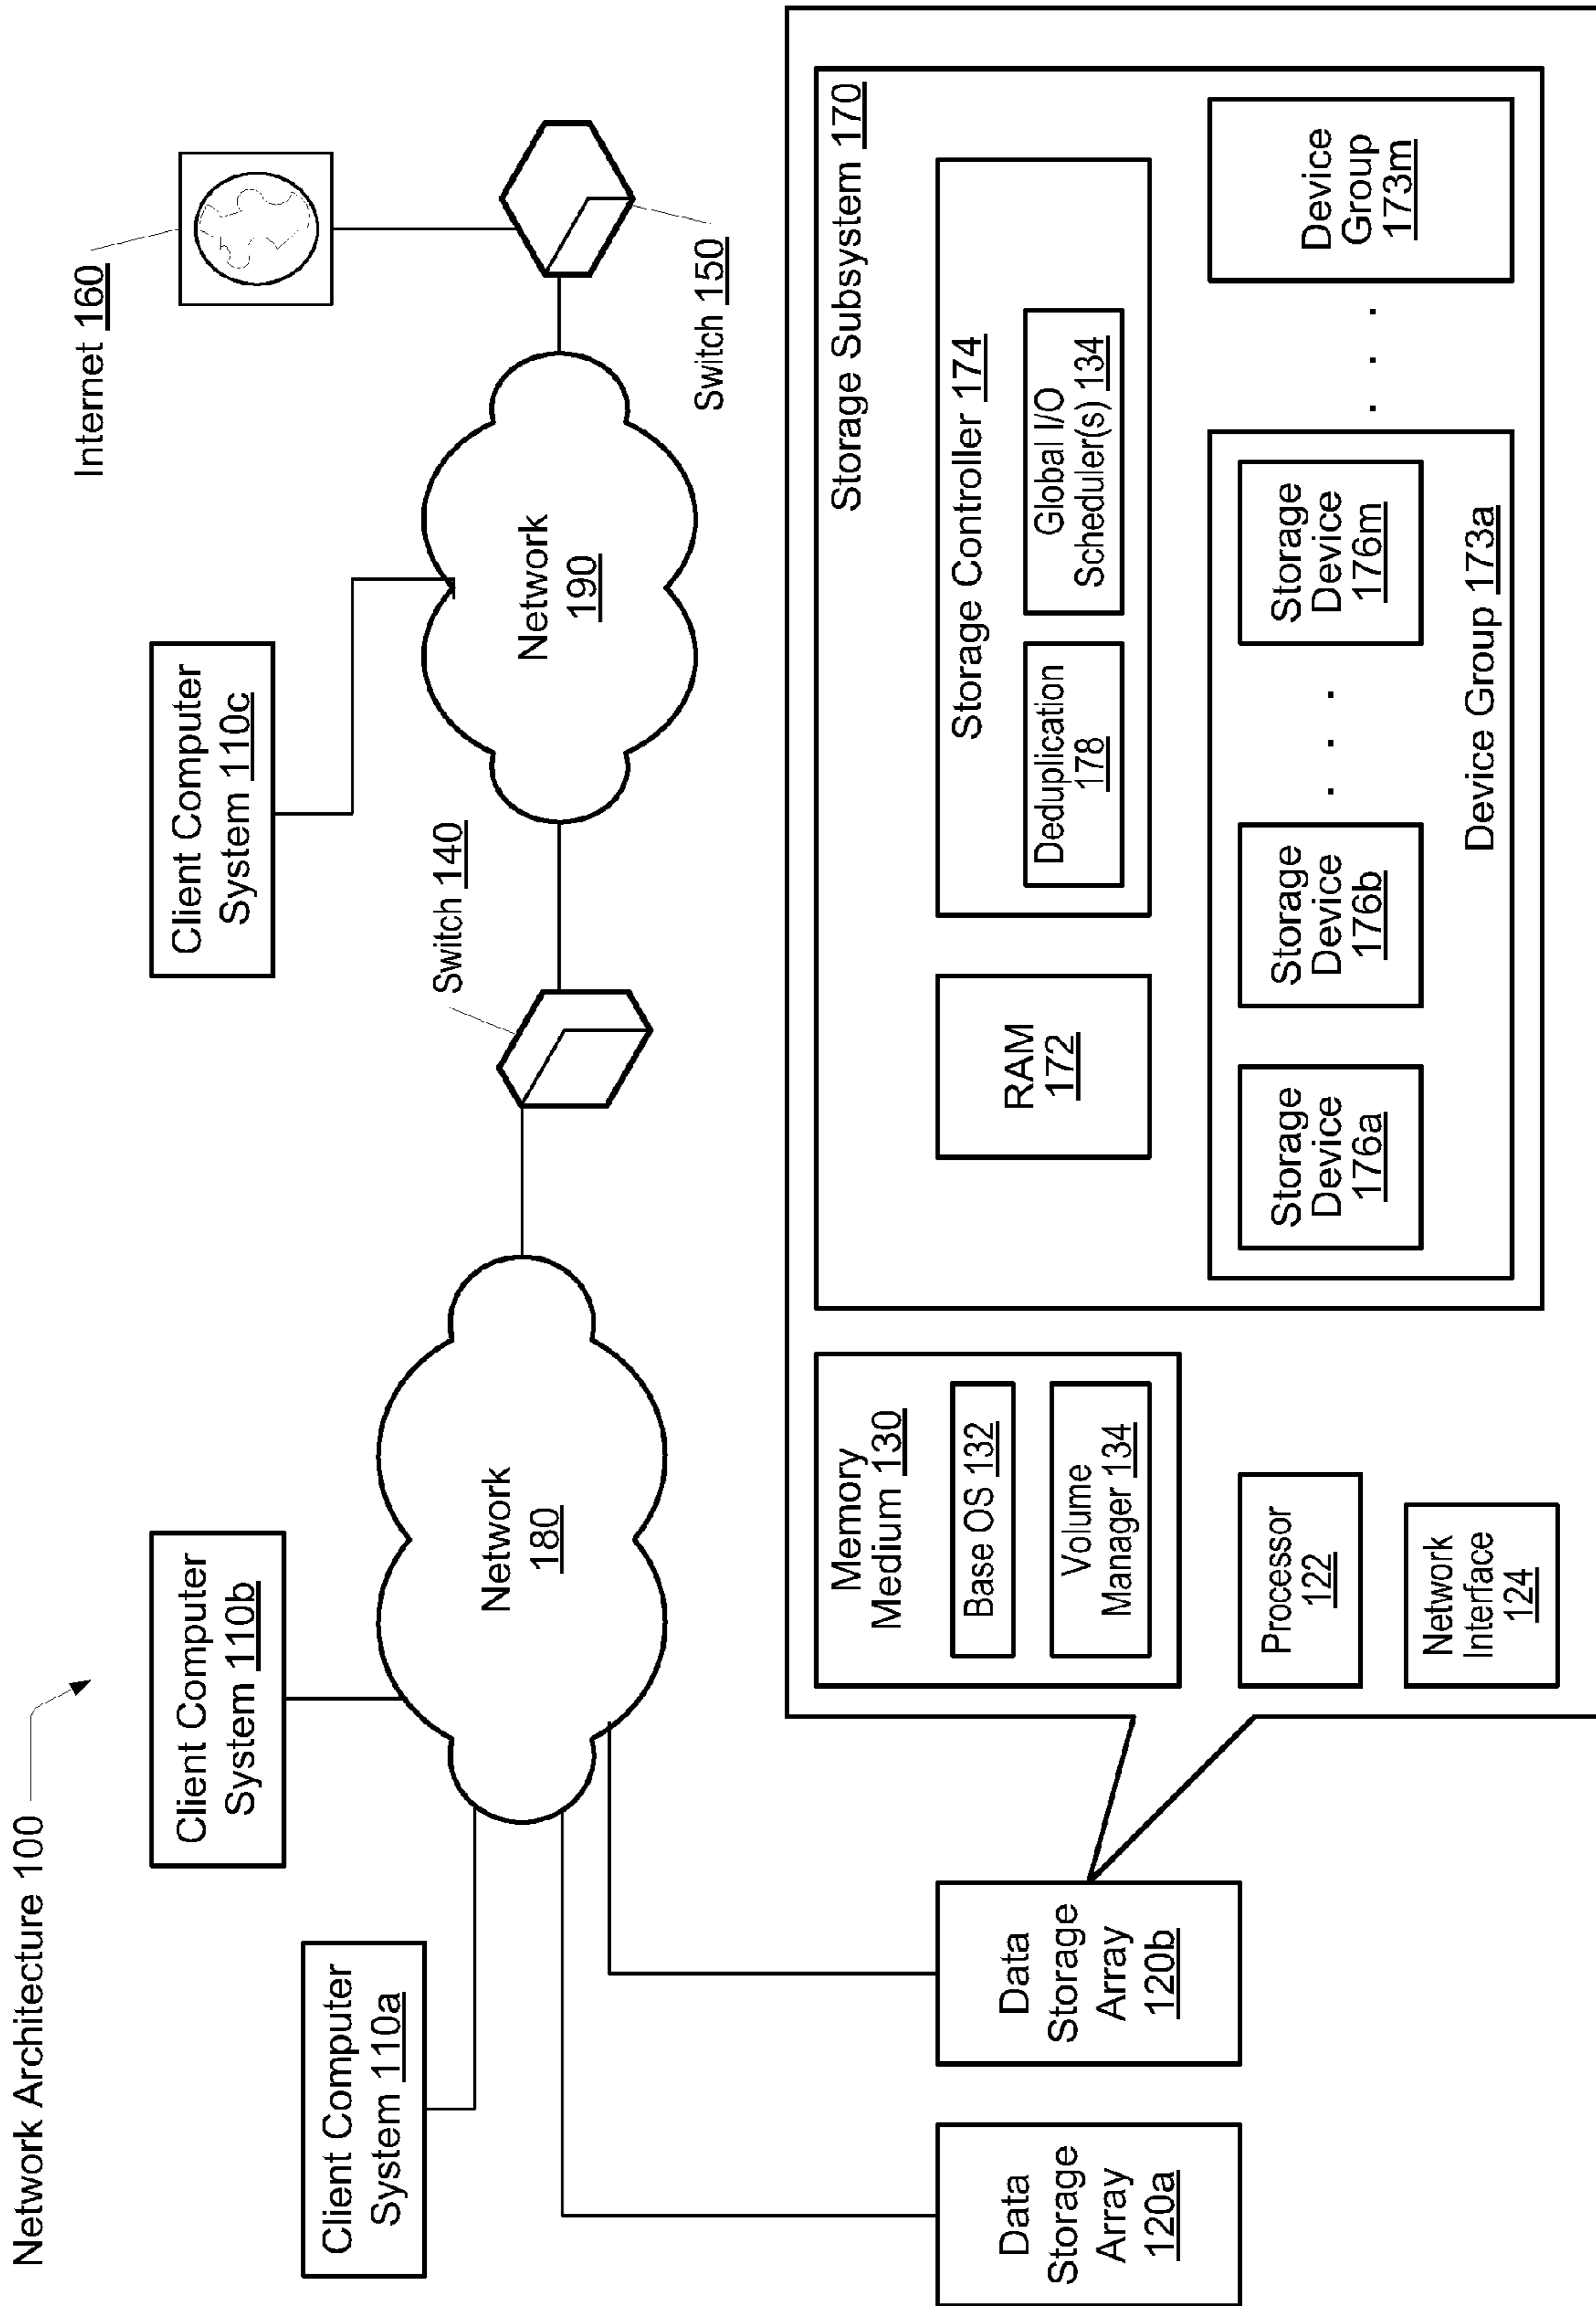 Network Architecture 100
Client Computer
System 110a
Client Computer
System 110b
Client Computer
System 110c
Internet 160
Switch 140
Switch 150
Network
180
Network
190
Data
Storage
Array
120a
Data
Storage
Array
120b
Memory
Medium 130
Base OS 132
Volume
Manager 134
Processor
122
Network
Interface
124
Storage Subsystem 170
RAM
172
Storage Controller 174
Deduplication
178
Global I/O
Scheduler(s) 134
Storage
Device
176a
Storage
Device
176b
. . .
Storage
Device
176m
Device Group 173a
. . .
Device
Group
173m